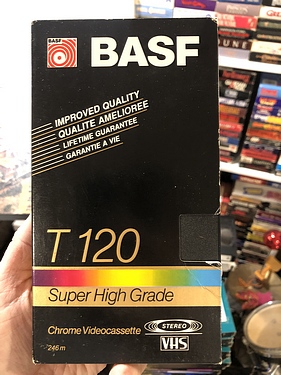 BASF
BASF
IMPROVED QUALITY
QUALITE AMELIOREE
LIFETIME GUARANTEE
GARANTIE A VIE
T 120
Super High Grade
Chrome Videocassette
STEREO
246 m
VHS